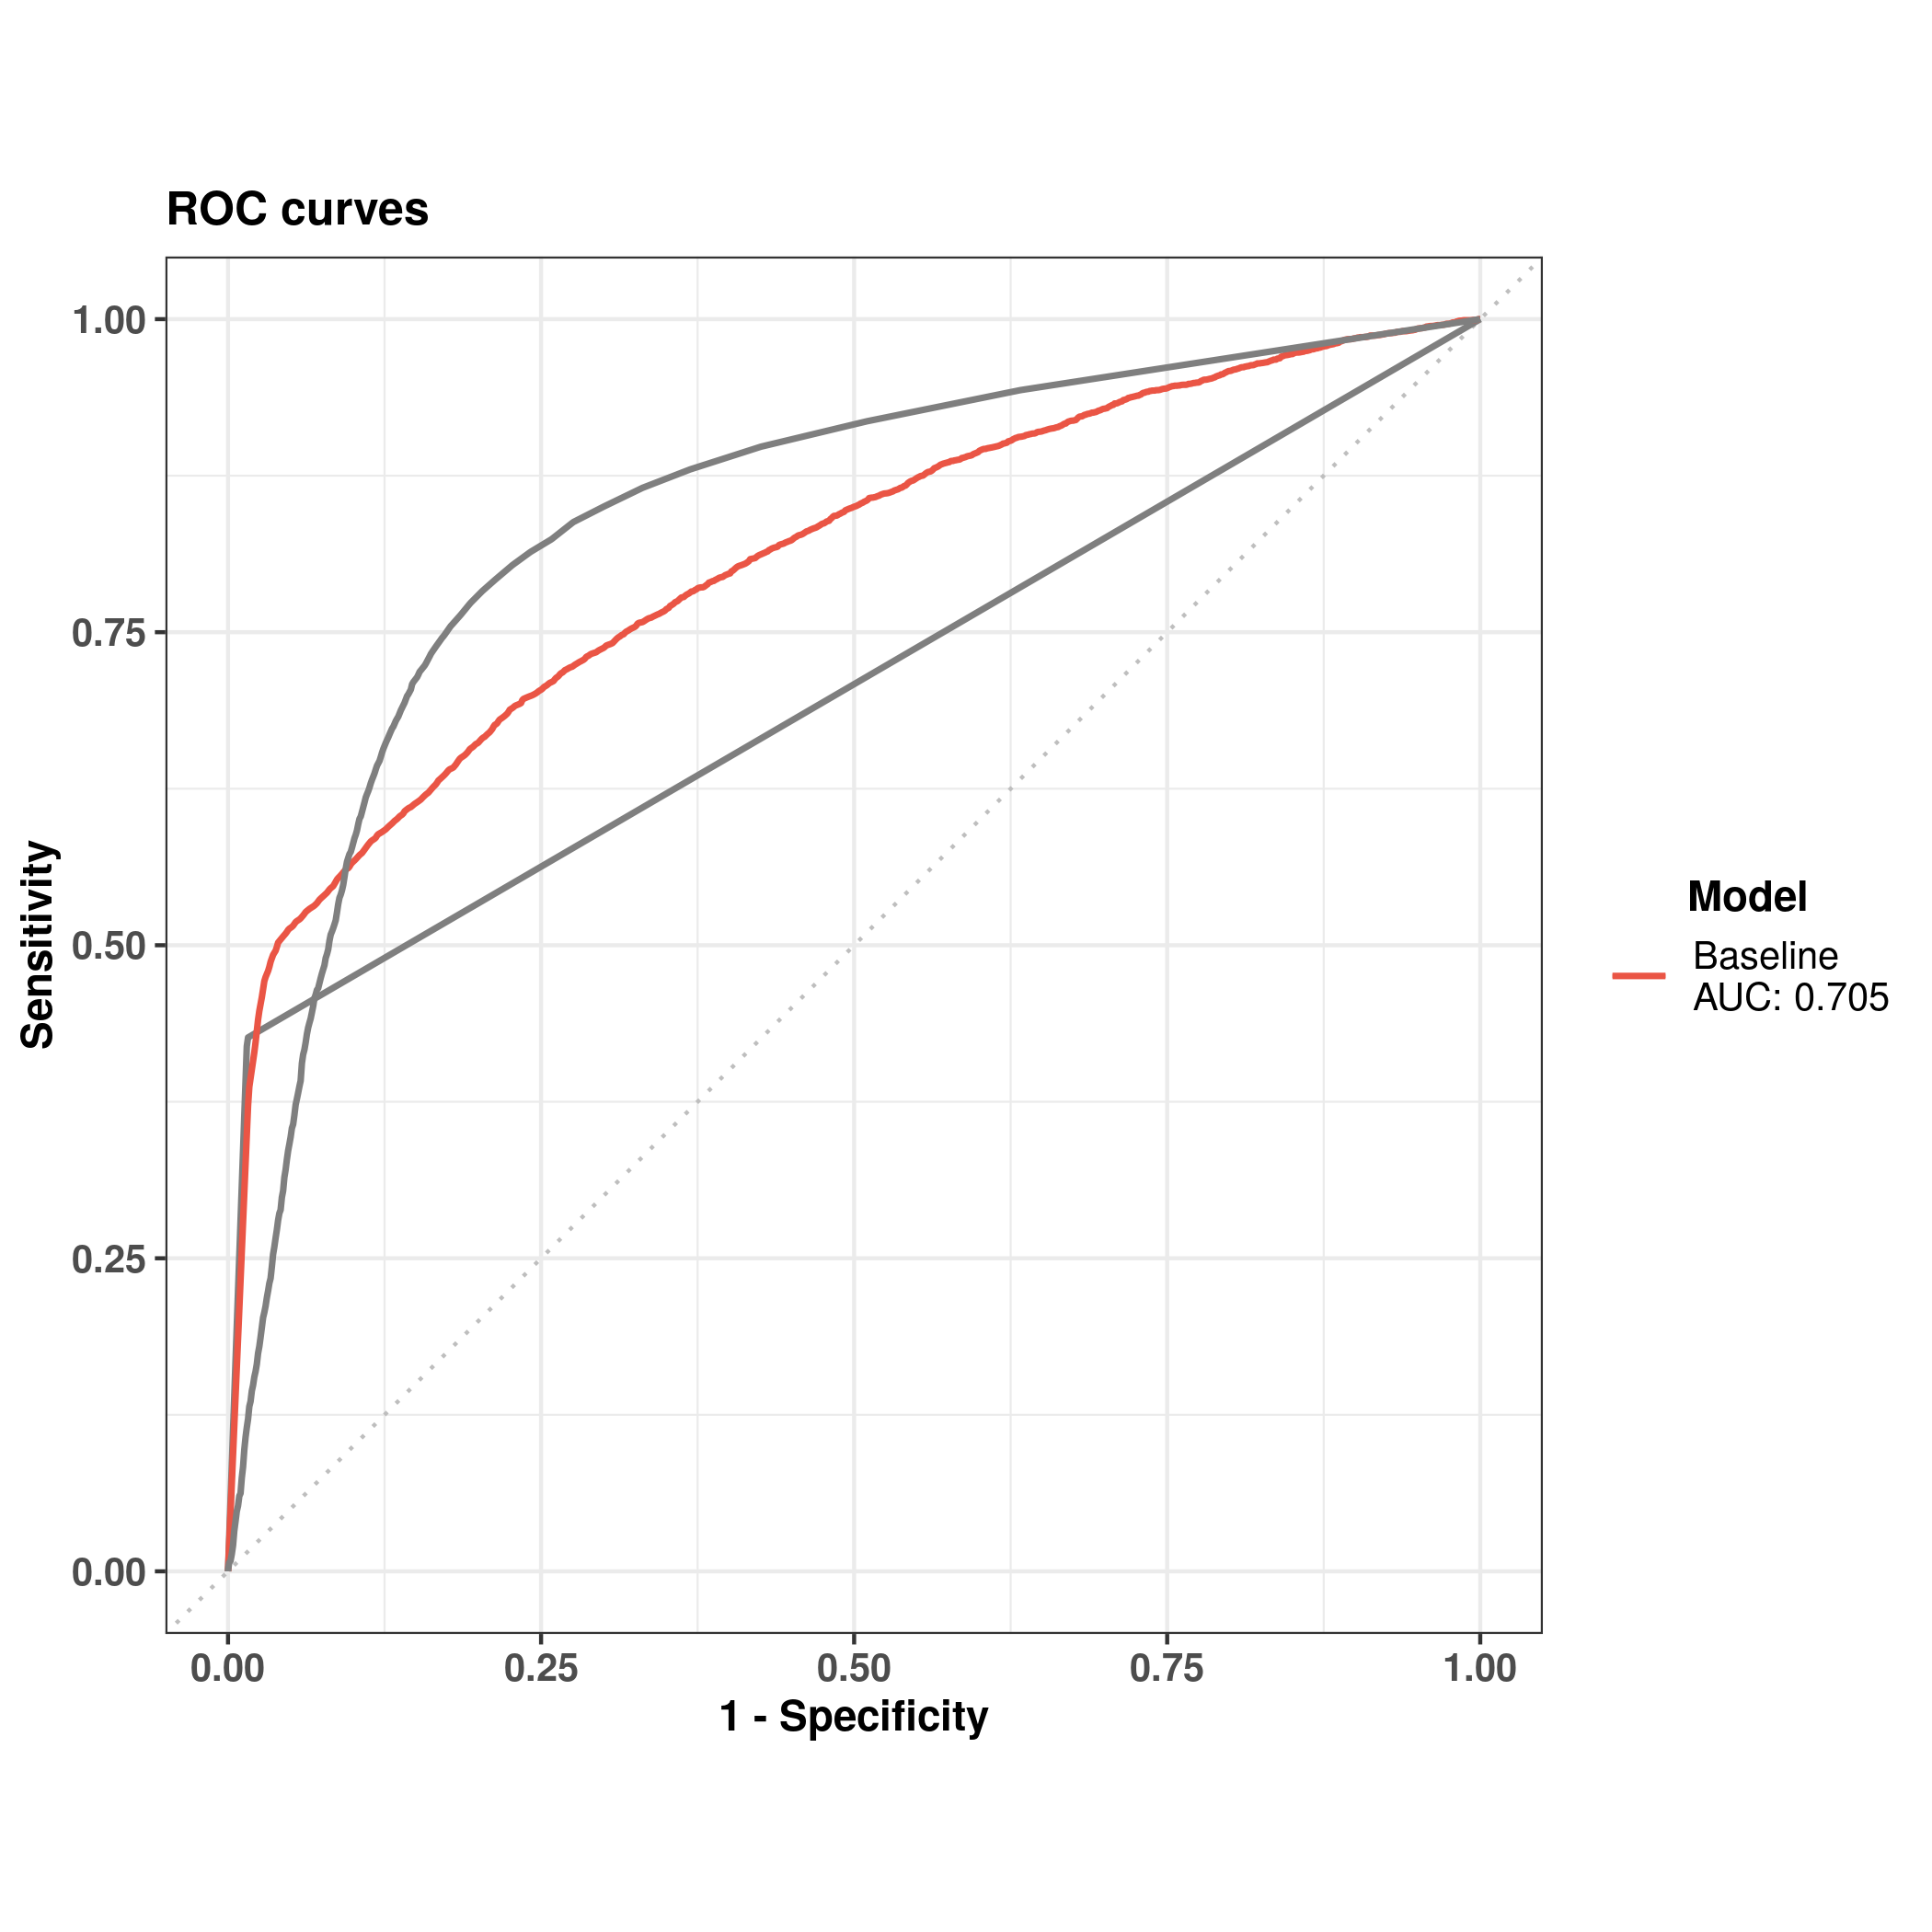 ROC curves
1.00
0.75
0.50
0.25
0.00
Sensitivity
0.00 0.25 0.50 0.75 1.00
1 - Specificity
Model
Baseline
AUC: 0.705